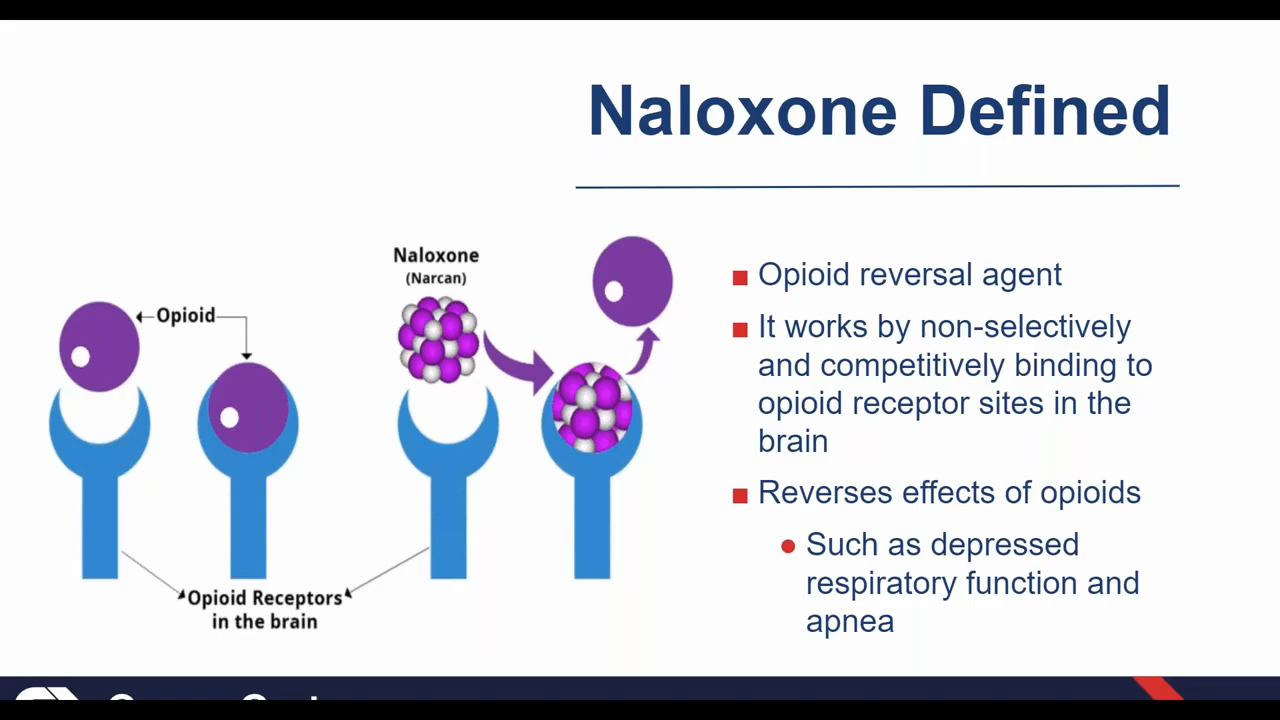 Naloxone Defined
Naloxone
(Narcan)
Opioid
Opioid Receptors
in the brain
Opioid reversal agent
It works by non-selectively
and competitively binding to
opioid receptor sites in the
brain
Reverses effects of opioids
Such as depressed
respiratory function and
apnea